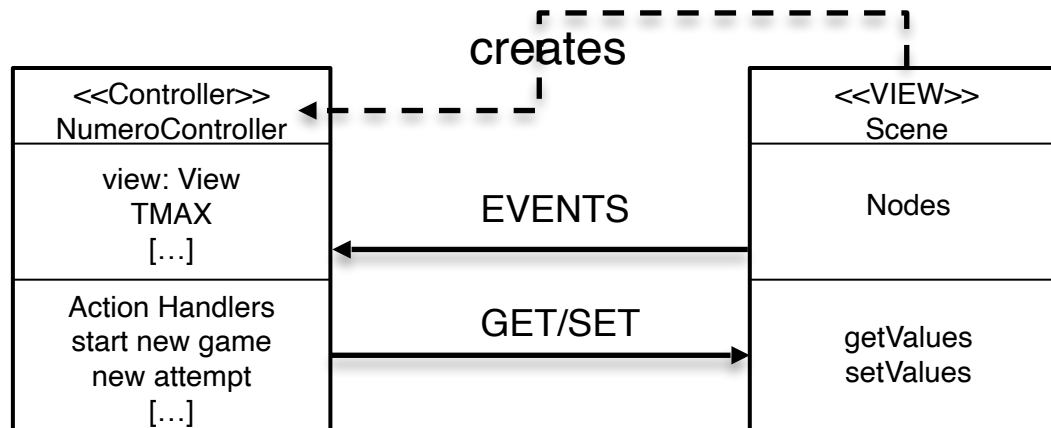 creates
<<Controller>>
NumeroController
view: View
TMAX
[…]
Action Handlers
start new game
new attempt
[…]
EVENTS
GET/SET
<<VIEW>>
Scene
Nodes
getValues
setValues